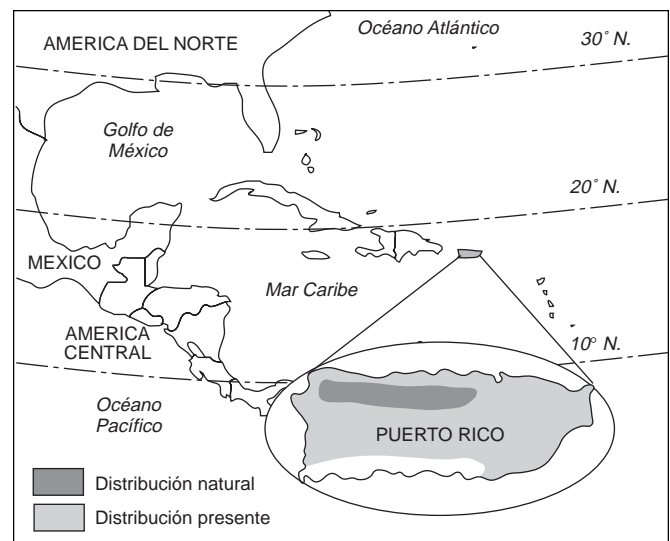 AMERICA DEL NORTE
Océano Atlántico
30° N.
Golfo de
México
20° N.
MEXICO
Mar Caribe
AMERICA
CENTRAL
10° N.
Océano
Pacífico
PUERTO RICO
Distribución natural
Distribución presente